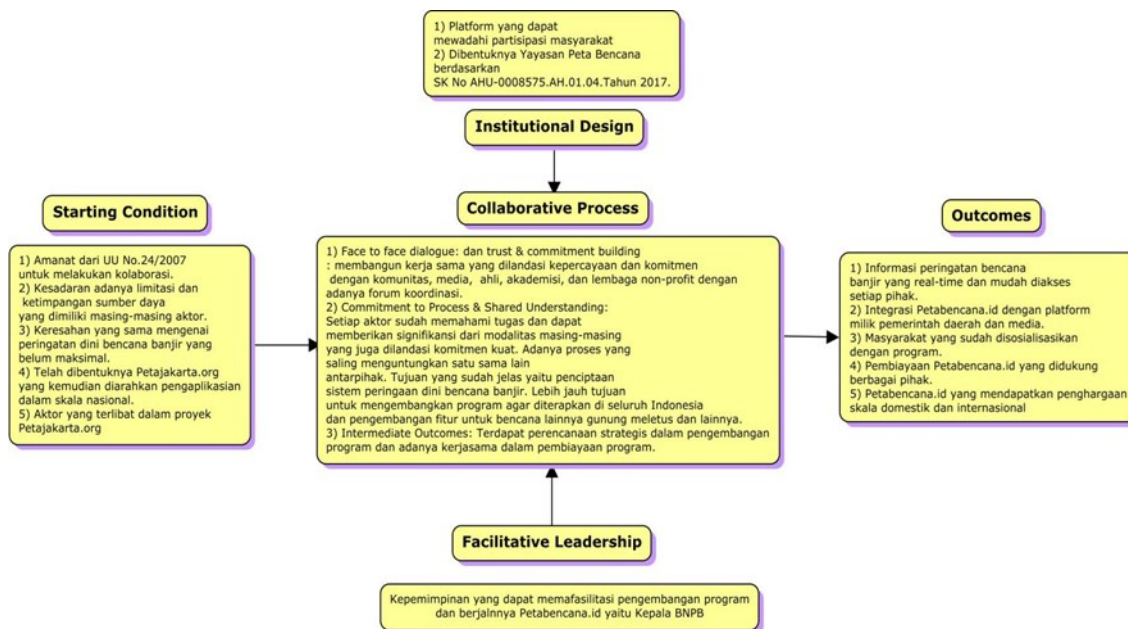 1) Platform yang dapat
mewadahi partisipasi masyarakat
2) Dibentuknya Yayasan Peta Bencana
berdasarkan
SK No AHU-0008575.AH.01.04.Tahun 2017.
Institutional Design
Starting Condition
1) Amanat dari UU No.24/2007
untuk melakukan kolaborasi.
2) Kesadaran adanya limitasi dan
ketimpangan sumber daya
yang dimiliki masing-masing aktor.
3) Keresahan yang sama mengenai
peringatan dini bencana banjir yang
belum maksimal.
4) Telah dibentuknya Petajakarta.org
yang kemudian diarahkan pengaplikasian
dalam skala nasional.
5) Aktor yang terlibat dalam proyek
Petajakarta.org
Collaborative Process
1) Face to face dialogue: dan trust & commitment building
: membangun kerja sama yang dilandasi kepercayaan dan komitmen
dengan komunitas, media, ahli, akademisi, dan lembaga non-profit dengan
adanya forum koordinasi.
2) Commitment to Process & Shared Understanding:
Setiap aktor sudah memahami tugas dan dapat
memberikan signifikansi dari modalitas masing-masing
yang juga dilandasi komitmen kuat. Adanya proses yang
saling menguntungkan satu sama lain
antarpihak. Tujuan yang sudah jelas yaitu penciptaan
sistem peringaan dini bencana banjir. Lebih jauh tujuan
untuk mengembangkan program agar diterapkan di seluruh Indonesia
dan pengembangan fitur untuk bencana lainnya gunung meletus dan lainnya.
3) Intermediate Outcomes: Terdapat perencanaan strategis dalam pengembangan
program dan adanya kerjasama dalam pembiayaan program.
Outcomes
1) Informasi peringatan bencana
banjir yang real-time dan mudah diakses
setiap pihak.
2) Integrasi Petabencana.id dengan platform
milik pemerintah daerah dan media.
3) Masyarakat yang sudah disosialisasikan
dengan program.
4) Pembiayaan Petabencana.id yang didukung
berbagai pihak.
5) Petabencana.id yang mendapatkan penghargaan
skala domestik dan internasional
Facilitative Leadership
Kepemimpinan yang dapat memafasilitasi pengembangan program
dan berjalnnya Petabencana.id yaitu Kepala BNPB